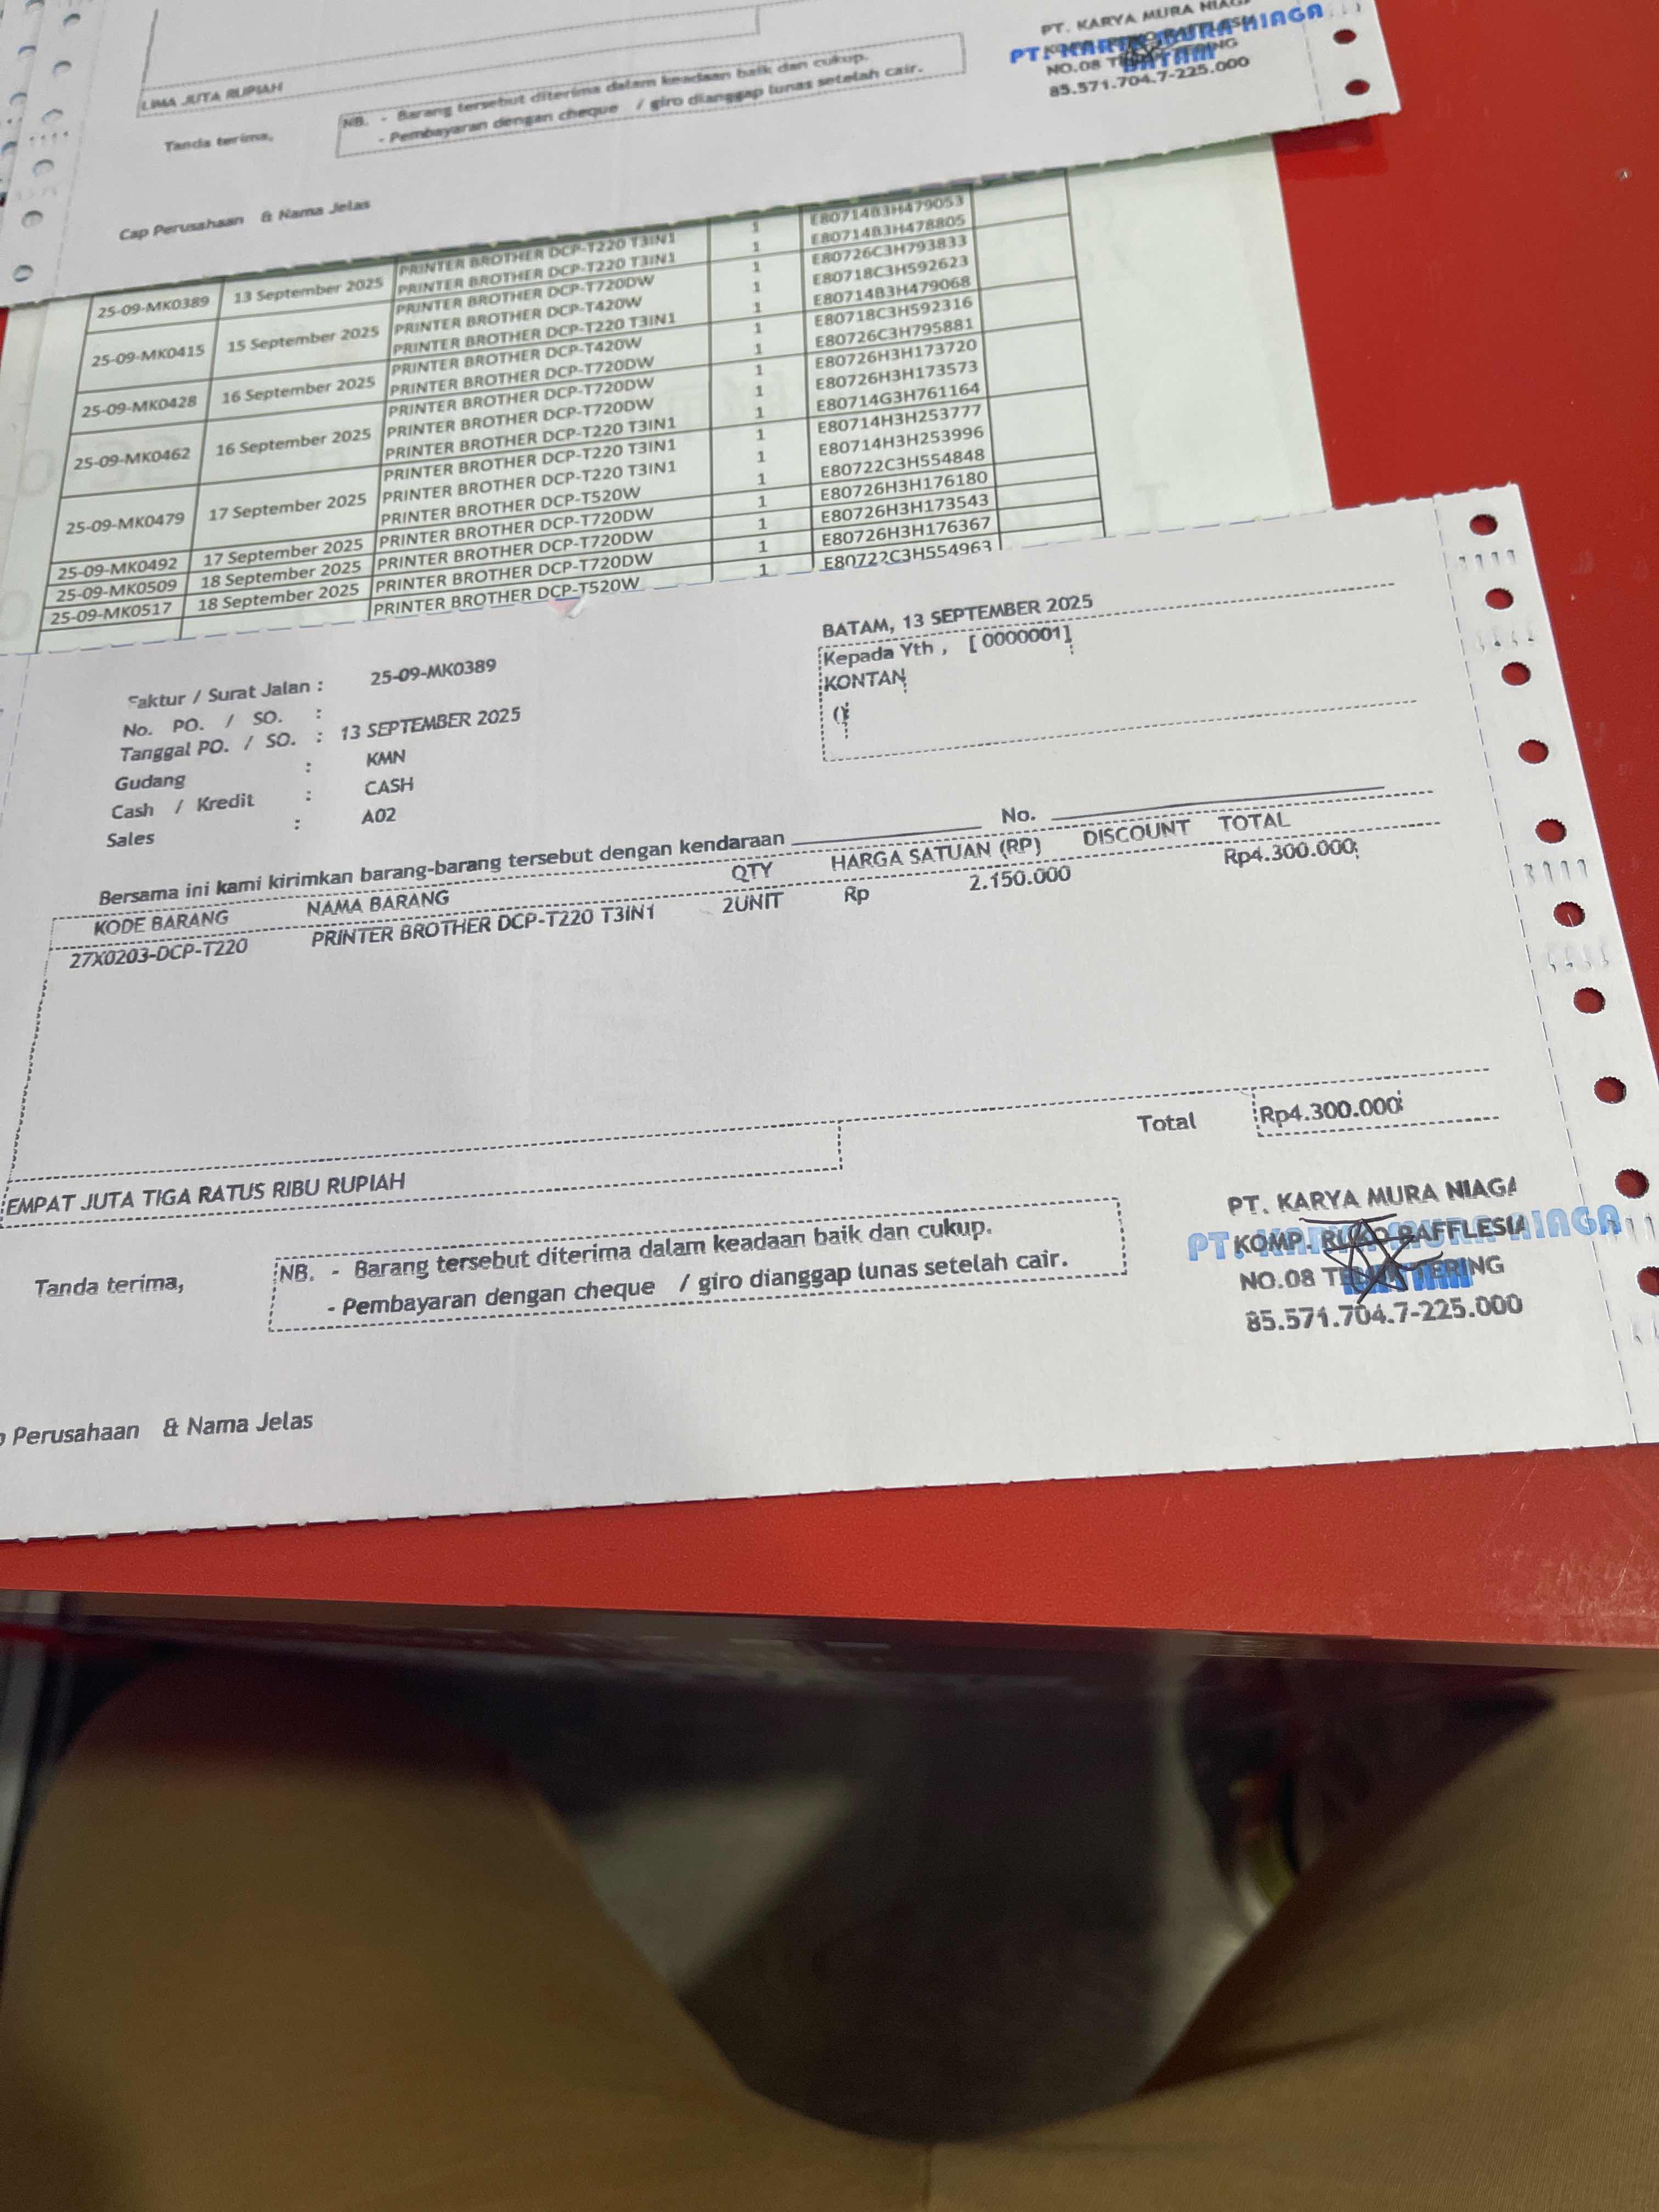 LIMA JUTA RUPIAH
Tanda terima,
NB. - Barang tersebut diterima dalam keadaan baik dan cukup.
- Pembayaran dengan cheque / giro dianggap lunas setelah cair.
Cap Perusahaan & Nama Jelas
PT. KARYA MURA NIAGA
NO.08
BATAM
85.571.704.7-225.000
PRINTER BROTHER DCP-T220 T3IN1 1 E80714B3H479053
25-09-MK0389 13 September 2025 PRINTER BROTHER DCP-T220 T3IN1 1 E80714B3H478805
PRINTER BROTHER DCP-T720DW 1 E80726C3H793833
25-09-MK0415 15 September 2025 PRINTER BROTHER DCP-T420W 1 E80718C3H592623
PRINTER BROTHER DCP-T220 T3IN1 1 E80714B3H479068
25-09-MK0428 16 September 2025 PRINTER BROTHER DCP-T420W 1 E80718C3H592316
PRINTER BROTHER DCP-T720DW 1 E80726C3H795881
25-09-MK0462 16 September 2025 PRINTER BROTHER DCP-T720DW 1 E80726H3H173720
PRINTER BROTHER DCP-T720DW 1 E80726H3H173573
PRINTER BROTHER DCP-T220 T3IN1 1 E80714G3H761164
25-09-MK0479 17 September 2025 PRINTER BROTHER DCP-T220 T3IN1 1 E80714H3H253777
PRINTER BROTHER DCP-T220 T3IN1 1 E80714H3H253996
PRINTER BROTHER DCP-T520W 1 E80722C3H554848
25-09-MK0492 17 September 2025 PRINTER BROTHER DCP-T720DW 1 E80726H3H176180
25-09-MK0509 18 September 2025 PRINTER BROTHER DCP-T720DW 1 E80726H3H173543
25-09-MK0517 18 September 2025 PRINTER BROTHER DCP-T720DW 1 E80726H3H176367
PRINTER BROTHER DCP-T520W 1 E80722C3H554963
BATAM, 13 SEPTEMBER 2025
Kepada Yth , [ 0000001]
KONTAN
()
Faktur / Surat Jalan : 25-09-MK0389
No. PO. / SO. :
Tanggal PO. / SO. : 13 SEPTEMBER 2025
Gudang : KMN
Cash / Kredit : CASH
Sales : A02
Bersama ini kami kirimkan barang-barang tersebut dengan kendaraan No.
KODE BARANG NAMA BARANG QTY HARGA SATUAN (RP) DISCOUNT TOTAL
27X0203-DCP-T220 PRINTER BROTHER DCP-T220 T3IN1 2UNIT Rp 2.150.000 Rp4.300.000
Total Rp4.300.000
EMPAT JUTA TIGA RATUS RIBU RUPIAH
Tanda terima,
NB. - Barang tersebut diterima dalam keadaan baik dan cukup.
- Pembayaran dengan cheque / giro dianggap lunas setelah cair.
PT. KARYA MURA NIAGA
PT. KARYA MURA NIAGA
KOMP. RUKO RAFFLESIA
NO.08 TERING
BATAM
85.571.704.7-225.000
Perusahaan & Nama Jelas